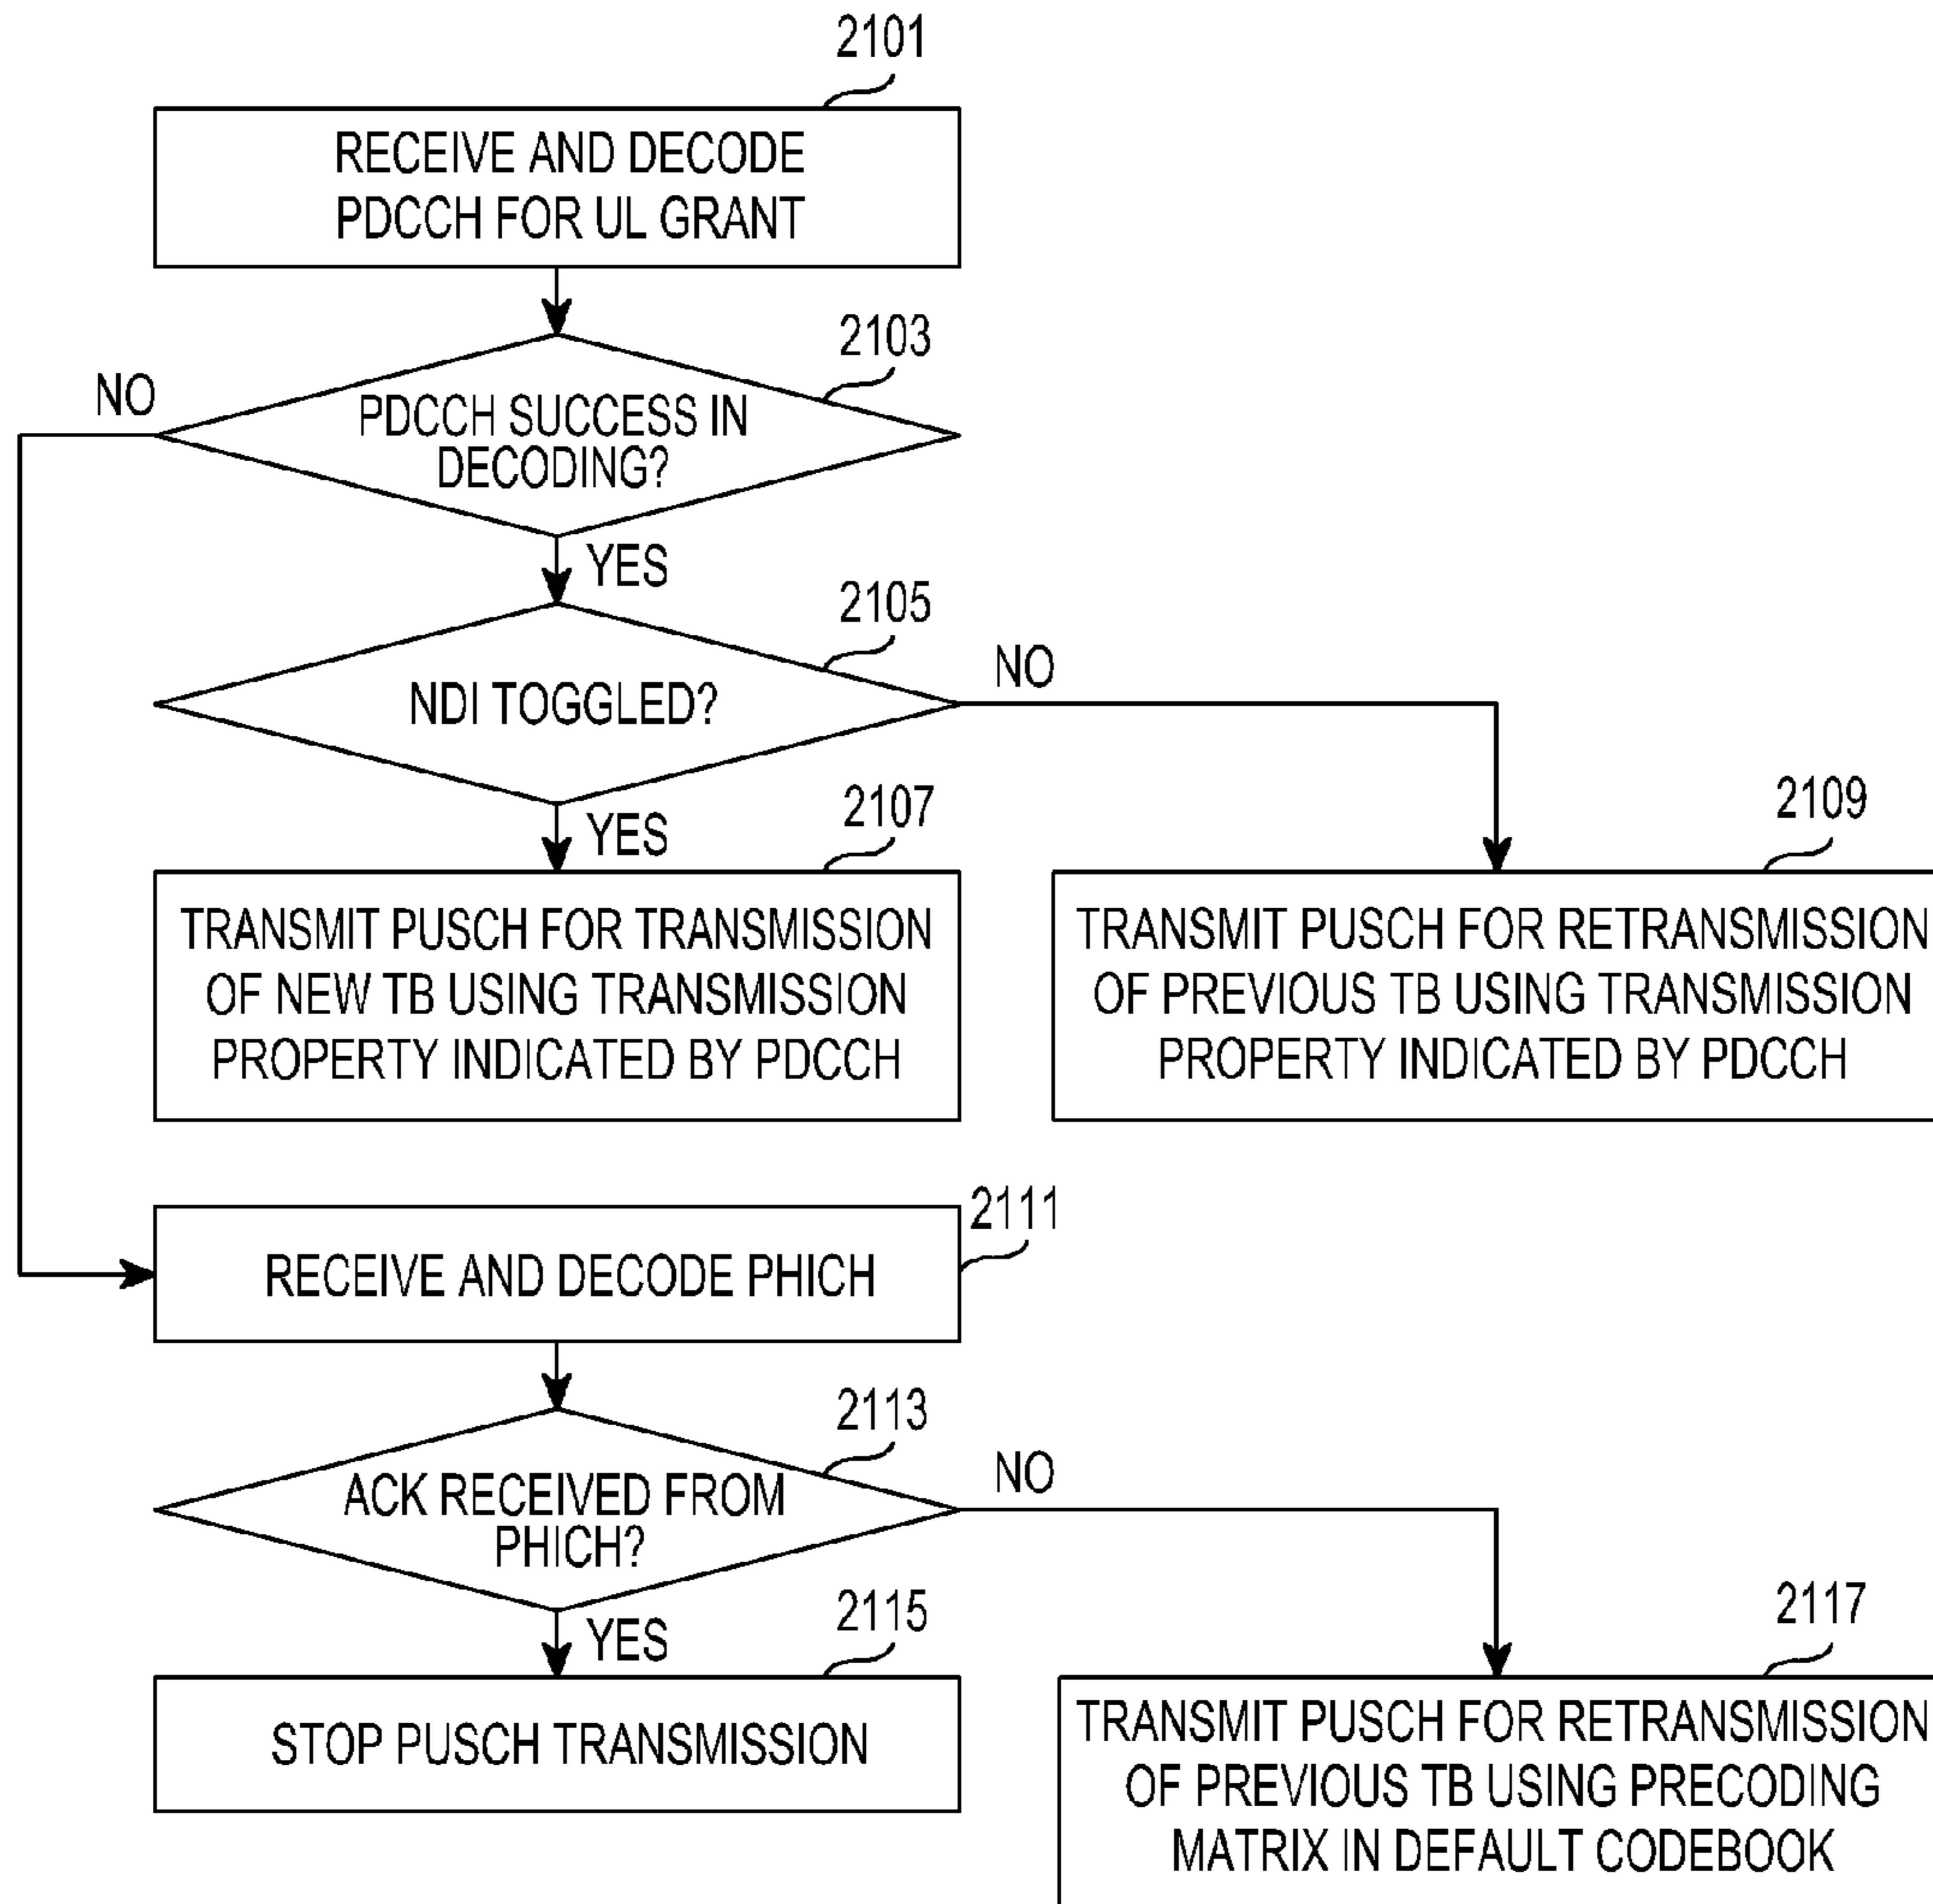 2101
RECEIVE AND DECODE
PDCCH FOR UL GRANT
2103
NO
PDCCH SUCCESS IN
DECODING?
YES
2105
NO
NDI TOGGLED?
YES
2107
2109
TRANSMIT PUSCH FOR TRANSMISSION
OF NEW TB USING TRANSMISSION
PROPERTY INDICATED BY PDCCH
TRANSMIT PUSCH FOR RETRANSMISSION
OF PREVIOUS TB USING TRANSMISSION
PROPERTY INDICATED BY PDCCH
2111
RECEIVE AND DECODE PHICH
2113
NO
ACK RECEIVED FROM
PHICH?
YES
2115
2117
STOP PUSCH TRANSMISSION
TRANSMIT PUSCH FOR RETRANSMISSION
OF PREVIOUS TB USING PRECODING
MATRIX IN DEFAULT CODEBOOK